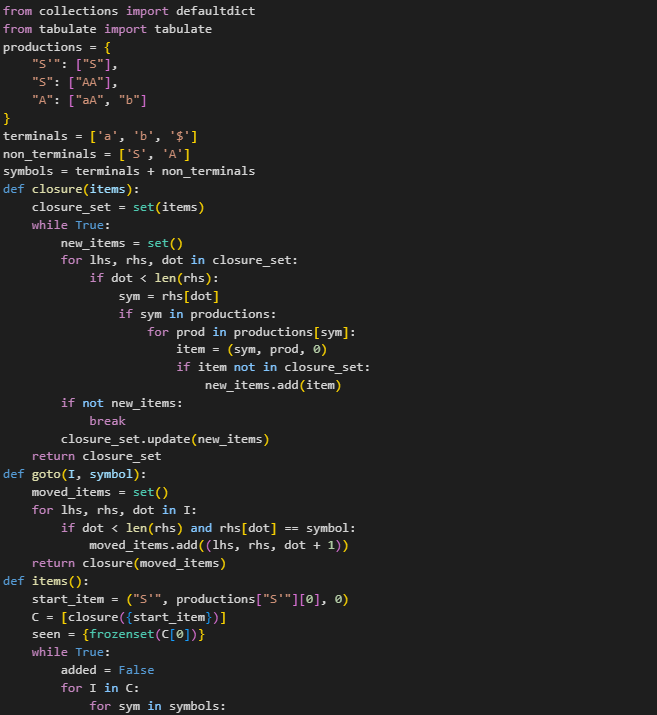 from collections import defaultdict
from tabulate import tabulate
productions = {
    "S'": ["S"],
    "S": ["AA"],
    "A": ["aA", "b"]
}
terminals = ['a', 'b', '$']
non_terminals = ['S', 'A']
symbols = terminals + non_terminals
def closure(items):
    closure_set = set(items)
    while True:
        new_items = set()
        for lhs, rhs, dot in closure_set:
            if dot < len(rhs):
                sym = rhs[dot]
                if sym in productions:
                    for prod in productions[sym]:
                        item = (sym, prod, 0)
                        if item not in closure_set:
                            new_items.add(item)
        if not new_items:
            break
        closure_set.update(new_items)
    return closure_set
def goto(I, symbol):
    moved_items = set()
    for lhs, rhs, dot in I:
        if dot < len(rhs) and rhs[dot] == symbol:
            moved_items.add((lhs, rhs, dot + 1))
    return closure(moved_items)
def items():
    start_item = ("S'", productions["S'"][0], 0)
    C = [closure({start_item})]
    seen = {frozenset(C[0])}
    while True:
        added = False
        for I in C:
            for sym in symbols: